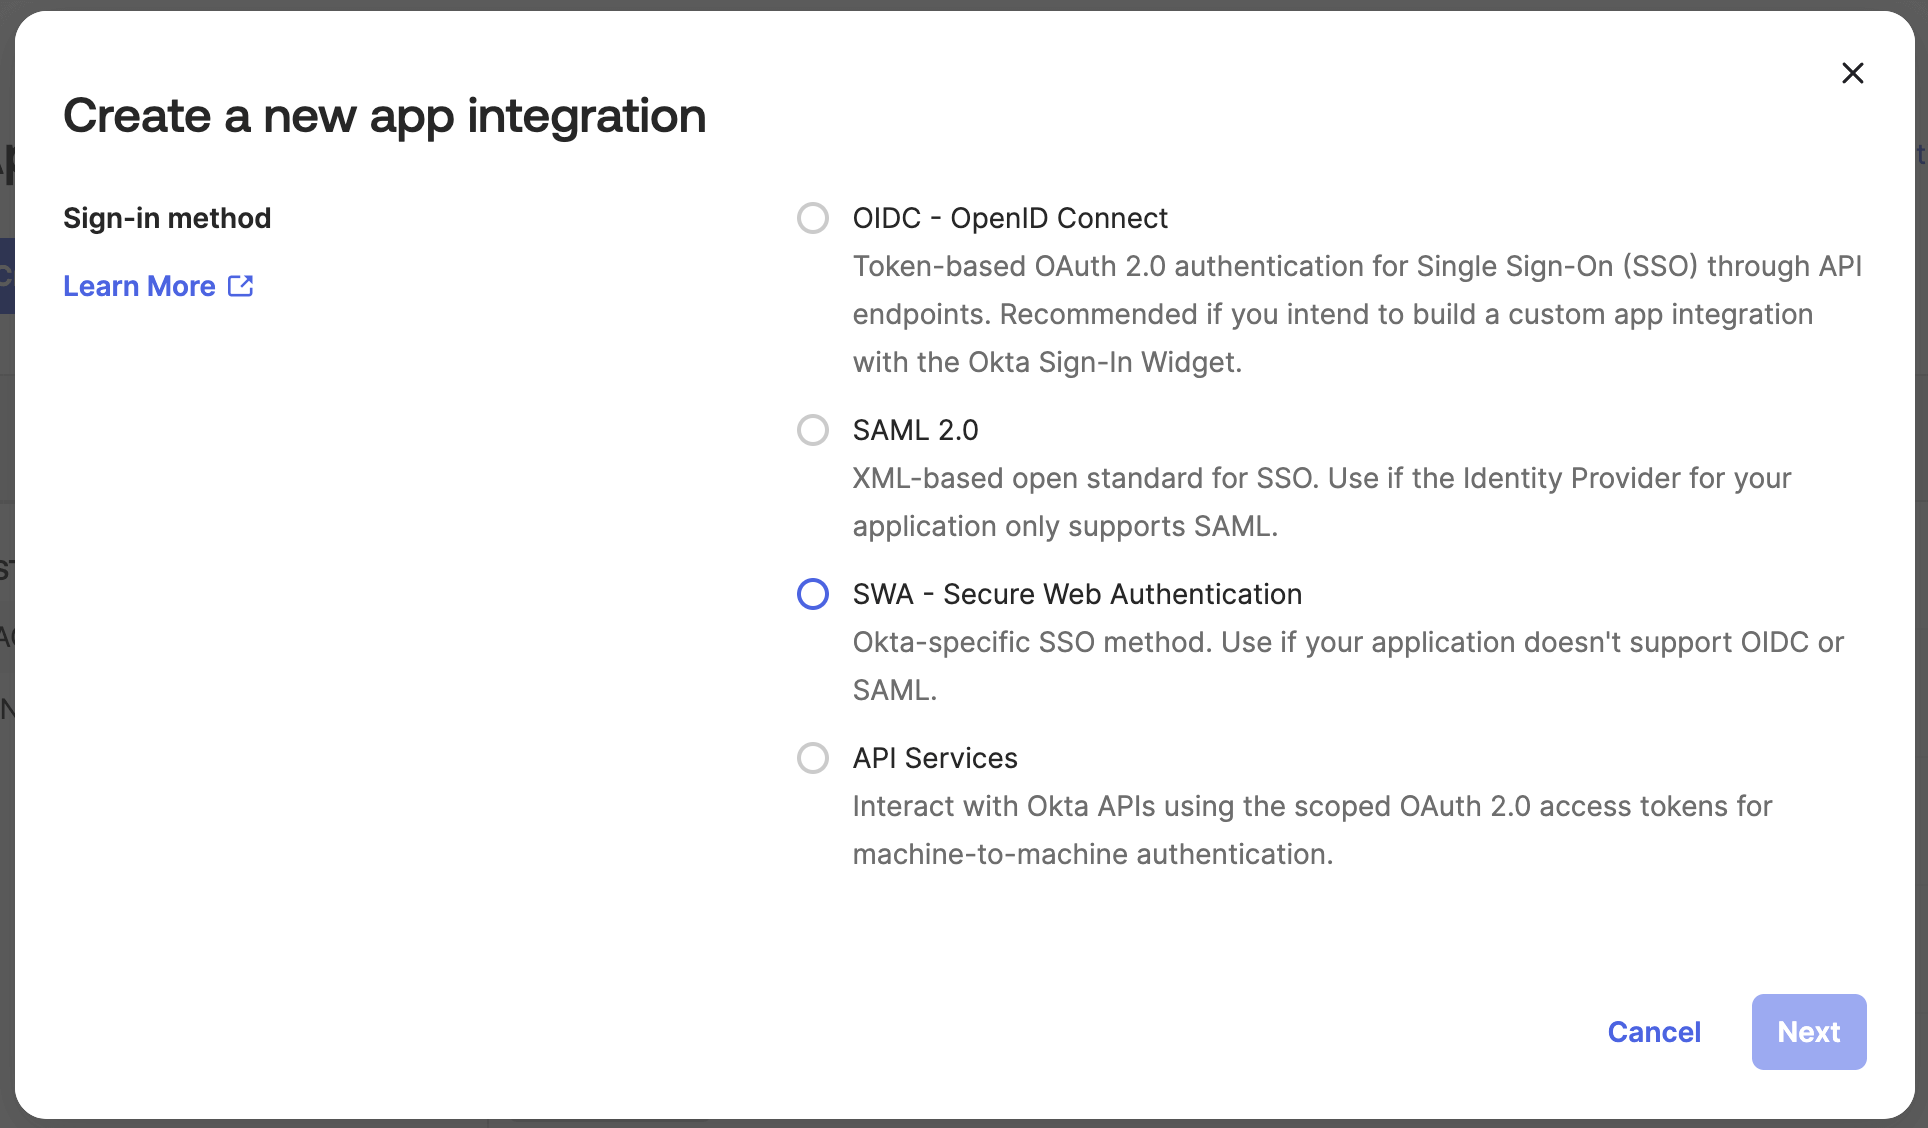 Create a new app integration
Sign-in method
Learn More
OIDC - OpenID Connect
Token-based OAuth 2.0 authentication for Single Sign-On (SSO) through API
endpoints. Recommended if you intend to build a custom app integration
with the Okta Sign-In Widget.
SAML 2.0
XML-based open standard for SSO. Use if the Identity Provider for your
application only supports SAML.
SWA - Secure Web Authentication
Okta-specific SSO method. Use if your application doesn't support OIDC or
SAML.
API Services
Interact with Okta APIs using the scoped OAuth 2.0 access tokens for
machine-to-machine authentication.
Cancel
Next